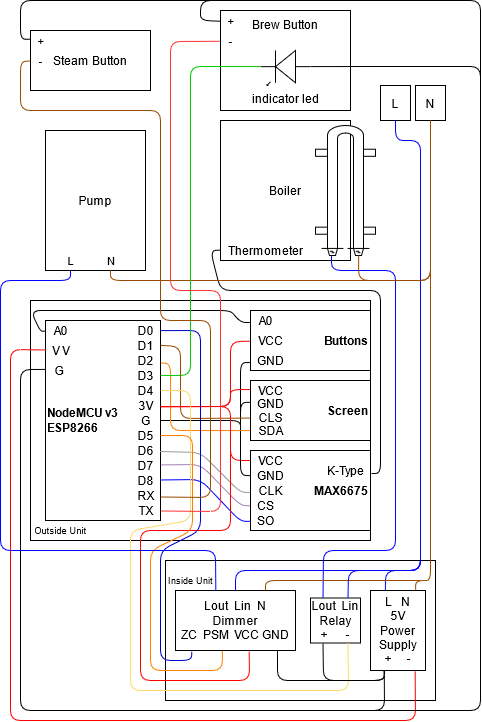 + Brew Button
-
indicator led
+
- Steam Button
L N
Pump
L N
Boiler
Thermometer
A0 D0
VV D1
G D2
D3
D4
NodeMCU v3 3V
ESP8266 G
D5
D6
D7
D8
RX
TX
Outside Unit
A0
VCC Buttons
GND
VCC
GND Screen
CLS
SDA
VCC
GND K-Type
CLK MAX6675
CS
SO
Inside Unit
Lout Lin N
Dimmer
ZC PSM VCC GND
Lout Lin
Relay
+ -
L N
5V
Power
Supply
+ -